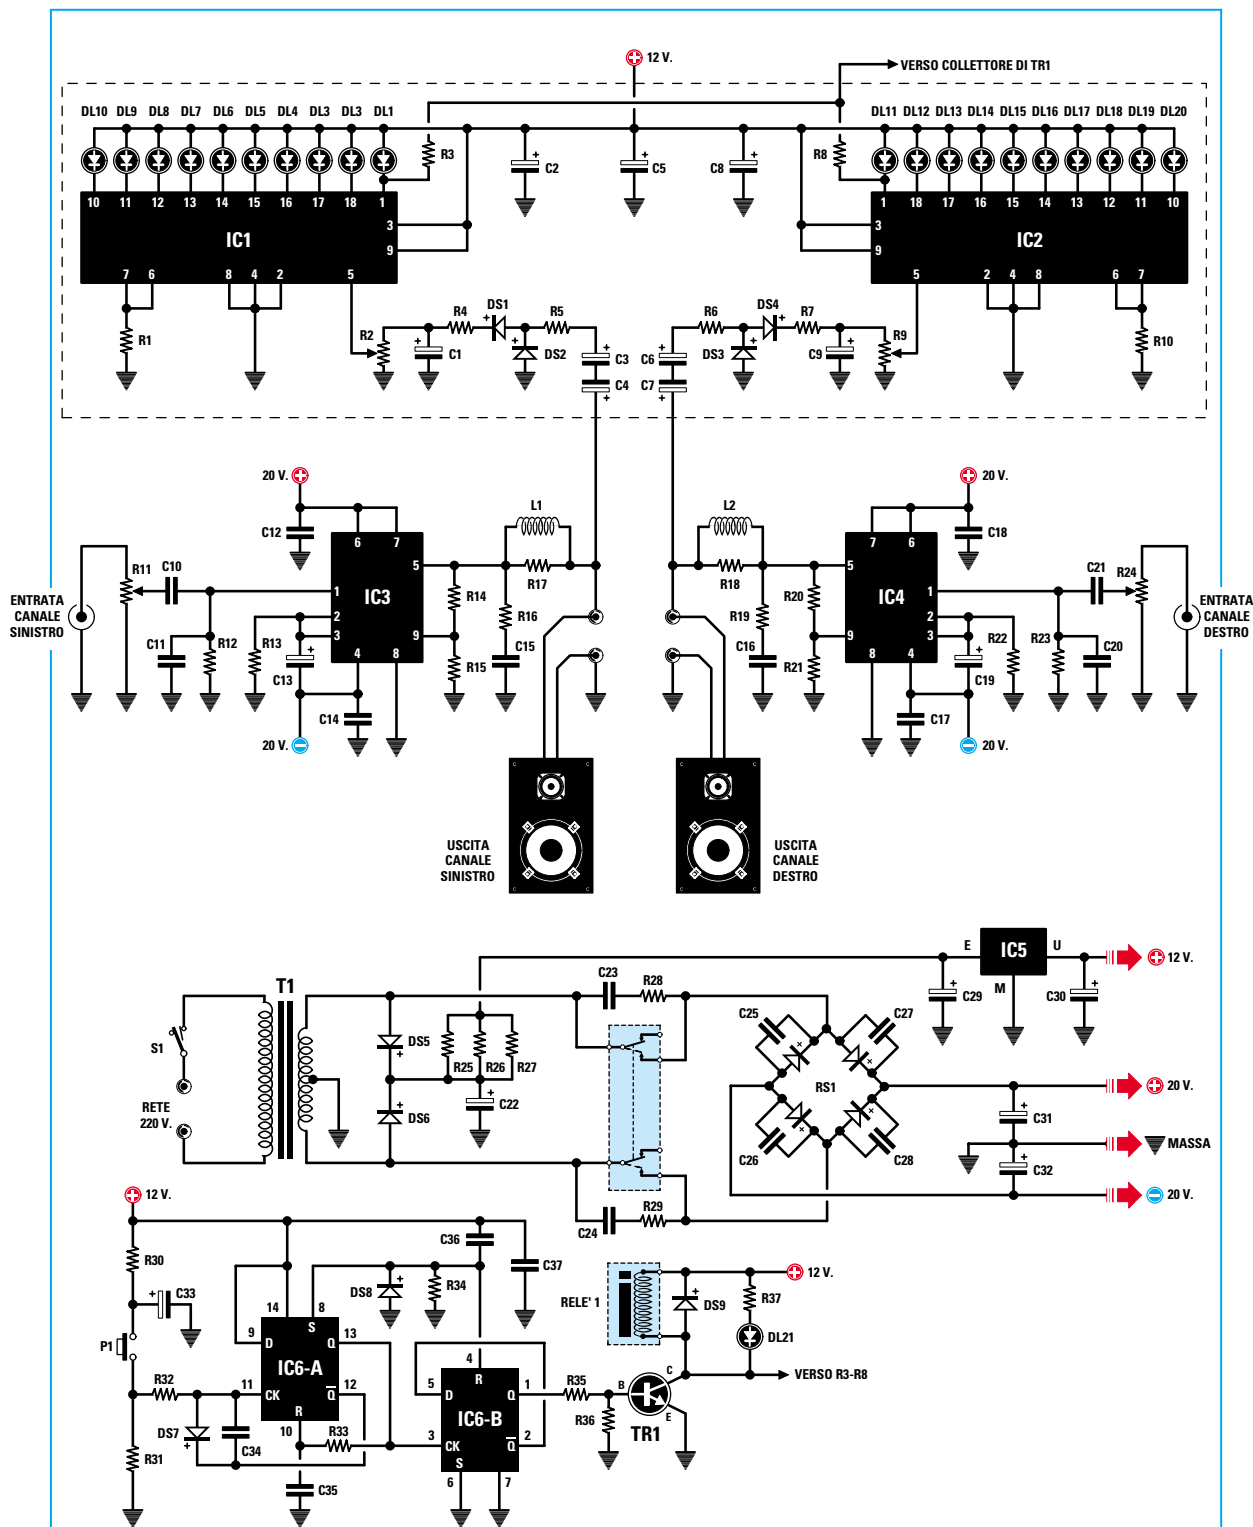 12 V.
VERSO COLLETTORE DI TR1
DL10 DL9 DL8 DL7 DL6 DL5 DL4 DL3 DL3 DL1
DL11 DL12 DL13 DL14 DL15 DL16 DL17 DL18 DL19 DL20
R3 C2 C5 C8 R8
10 11 12 13 14 15 16 17 18 1
1 18 17 16 15 14 13 12 11 10
IC1 3 9
3 9 IC2
7 6 8 4 2 5
5 2 4 8 6 7
R1 R2 C1 R4 DS1 DS2 R5 C3 C4
C6 C7 R6 DS3 DS4 R7 C9 R9 R10
20 V.
20 V.
C12 L1 L2 C18
6 7 7 6
ENTRATA
CANALE
SINISTRO
R11 C10 C11 R12 R13 C13
1 2 3 4 8 5 9
IC3
C14
20 V.
R14 R15 R16 C15 R17
R18 R19 C16 R20 R21
5 9 8 4 1 2 3
IC4
C17
20 V.
C19 R22 R23 C20 C21 R24
ENTRATA
CANALE
DESTRO
USCITA
CANALE
SINISTRO
USCITA
CANALE
DESTRO
E IC5 U
M
12 V.
C29 C30
T1
S1
RETE
220 V.
C23 R28
DS5 DS6
R25 R26 R27
C22
C25 C27
RS1
C26 C28
20 V.
C31
MASSA
C32
20 V.
C24 R29
12 V.
R30
C33
P1
R32
R31
DS7 C34
14 8
S
9 D Q 13
IC6-A
11 CK Q 12
R
10
R33
C35
DS8 R34
C36 C37
4
R
5 D Q 1
IC6-B
3 CK Q 2
S
6 7
R35
R36
B C E
TR1
RELE' 1
DS9
R37
DL21
12 V.
VERSO R3-R8